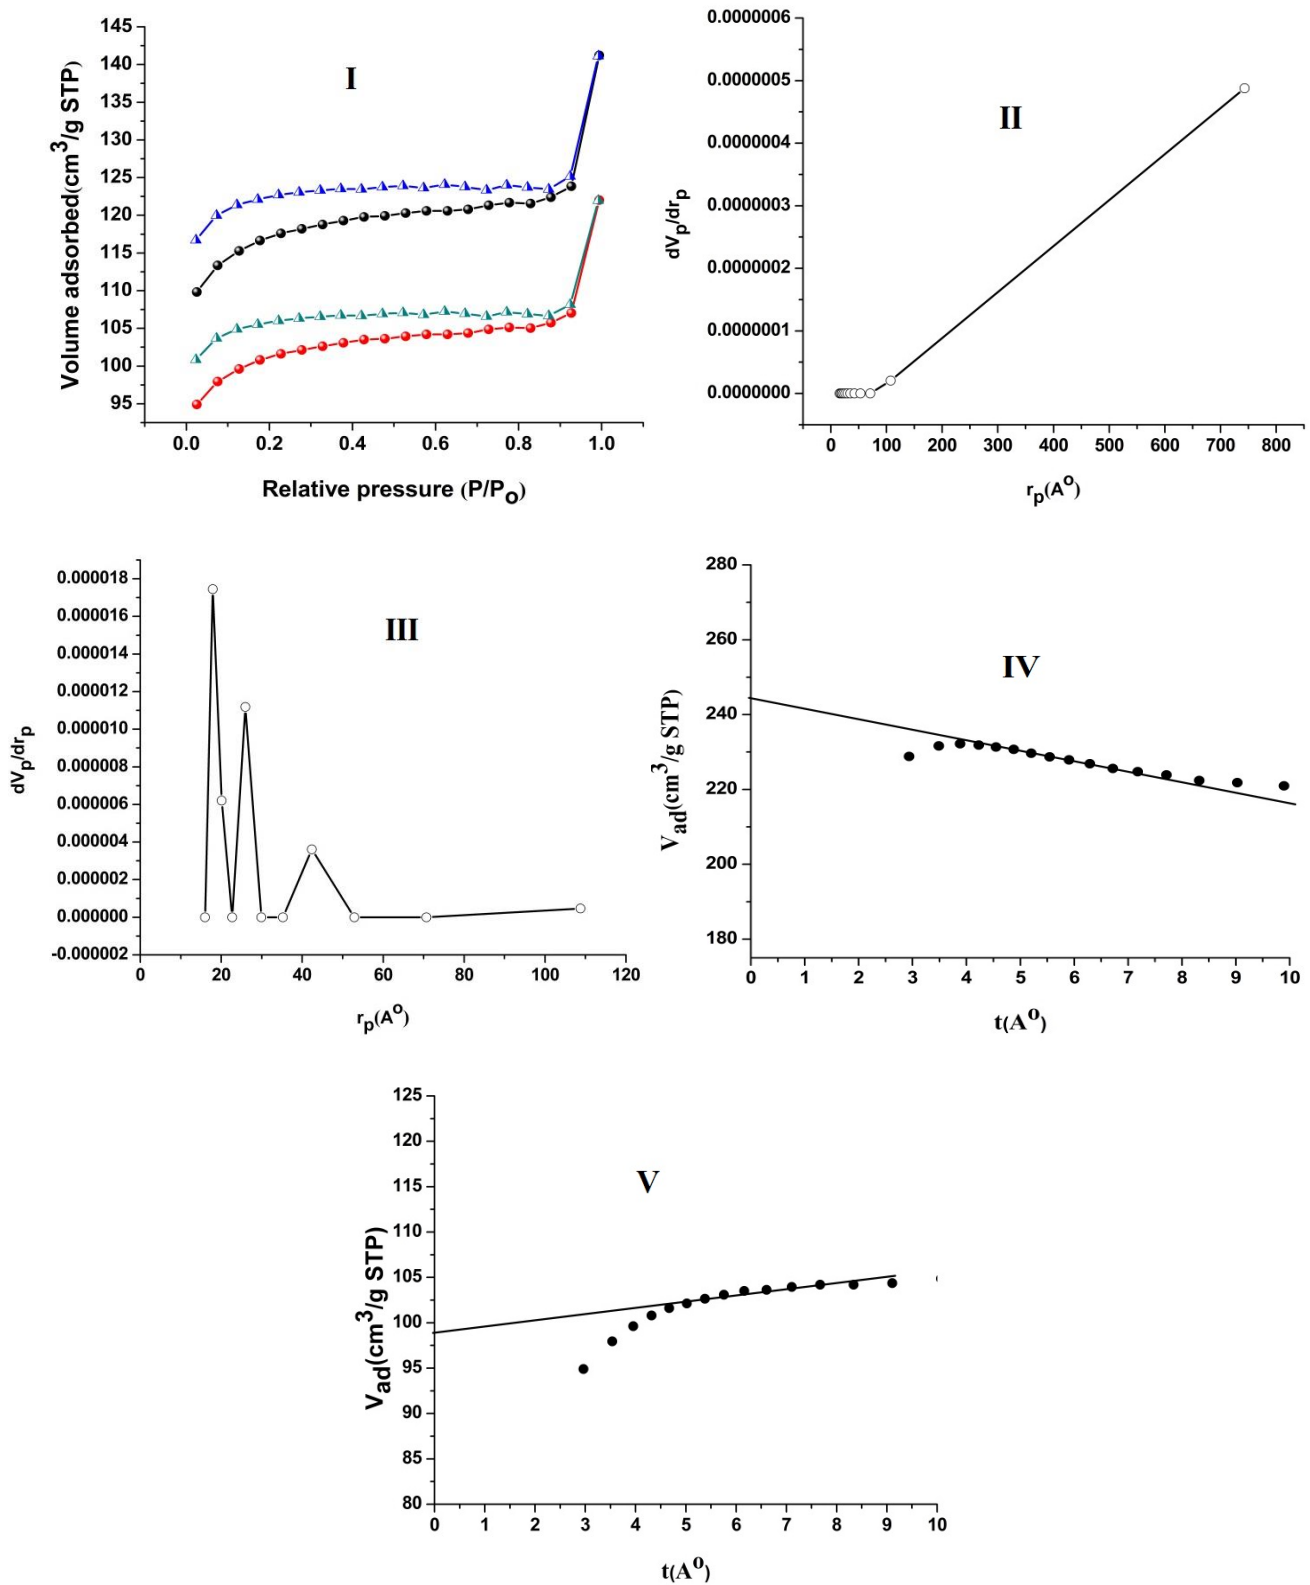 I
145
140
135
130
125
120
115
110
105
100
95
Volume adsorbed(cm³/g STP)
0.0 0.2 0.4 0.6 0.8 1.0
Relative pressure (P/Po)
II
0.0000006
0.0000005
0.0000004
0.0000003
0.0000002
0.0000001
0.0000000
dVp/drp
0 100 200 300 400 500 600 700 800
rp(Aº)
III
0.000018
0.000016
0.000014
0.000012
0.000010
0.000008
0.000006
0.000004
0.000002
0.000000
-0.000002
dVp/drp
0 20 40 60 80 100 120
rp(Aº)
IV
280
260
240
220
200
180
Vad(cm³/g STP)
0 1 2 3 4 5 6 7 8 9 10
t(Aº)
V
125
120
115
110
105
100
95
90
85
80
Vad(cm³/g STP)
0 1 2 3 4 5 6 7 8 9 10
t(Aº)